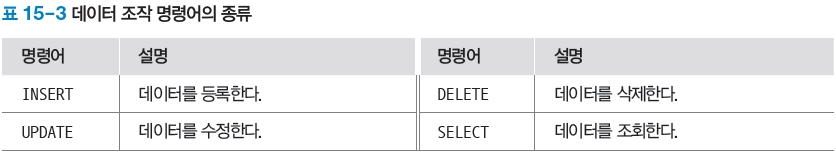 표 15-3 데이터 조작 명령어의 종류
명령어 설명 명령어 설명
INSERT 데이터를 등록한다. DELETE 데이터를 삭제한다.
UPDATE 데이터를 수정한다. SELECT 데이터를 조회한다.